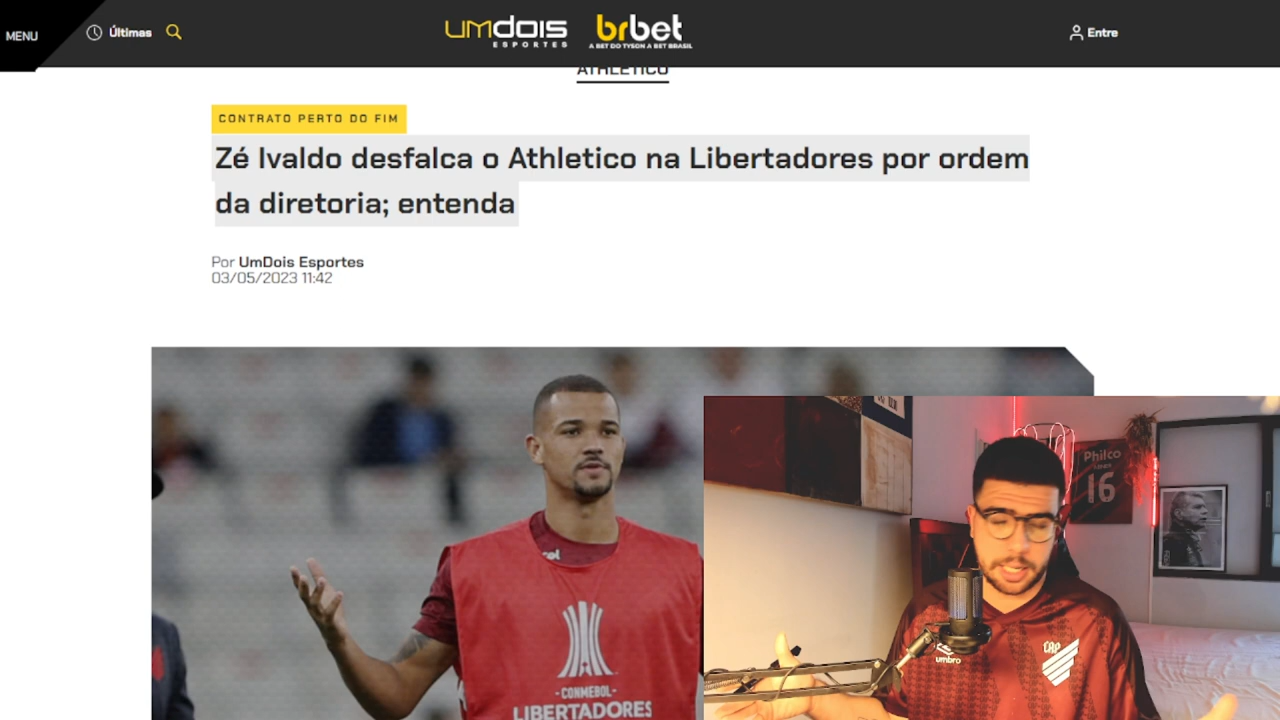 MENU
Últimas
umdois
ESPORTES
brbet
A BET DO TYSON A BET BRASIL
Entre
ATHLETICO
CONTRATO PERTO DO FIM
Zé Ivaldo desfalca o Athletico na Libertadores por ordem
da diretoria; entenda
Por UmDois Esportes
03/05/2023 11:42
- CONMEBOL -
LIBERTADORES
Philco
16
umbro
CAP